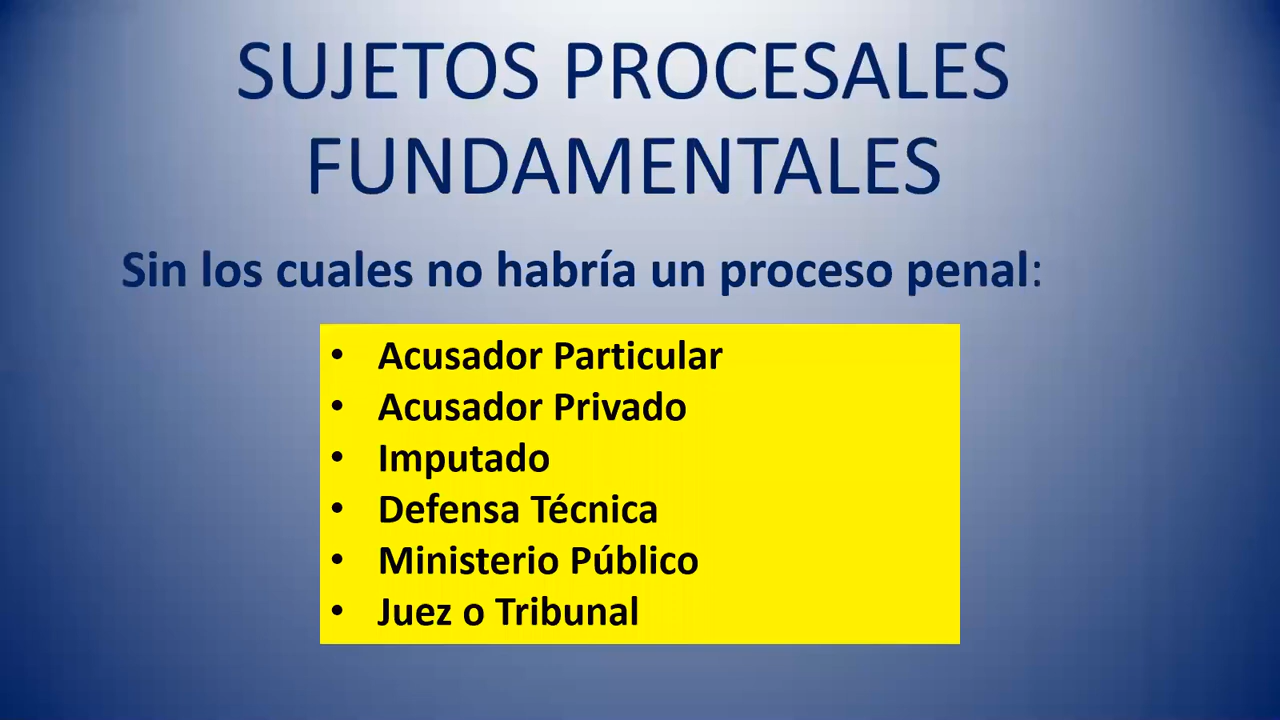 SUJETOS PROCESALES
FUNDAMENTALES
Sin los cuales no habría un proceso penal:
• Acusador Particular
• Acusador Privado
• Imputado
• Defensa Técnica
• Ministerio Público
• Juez o Tribunal